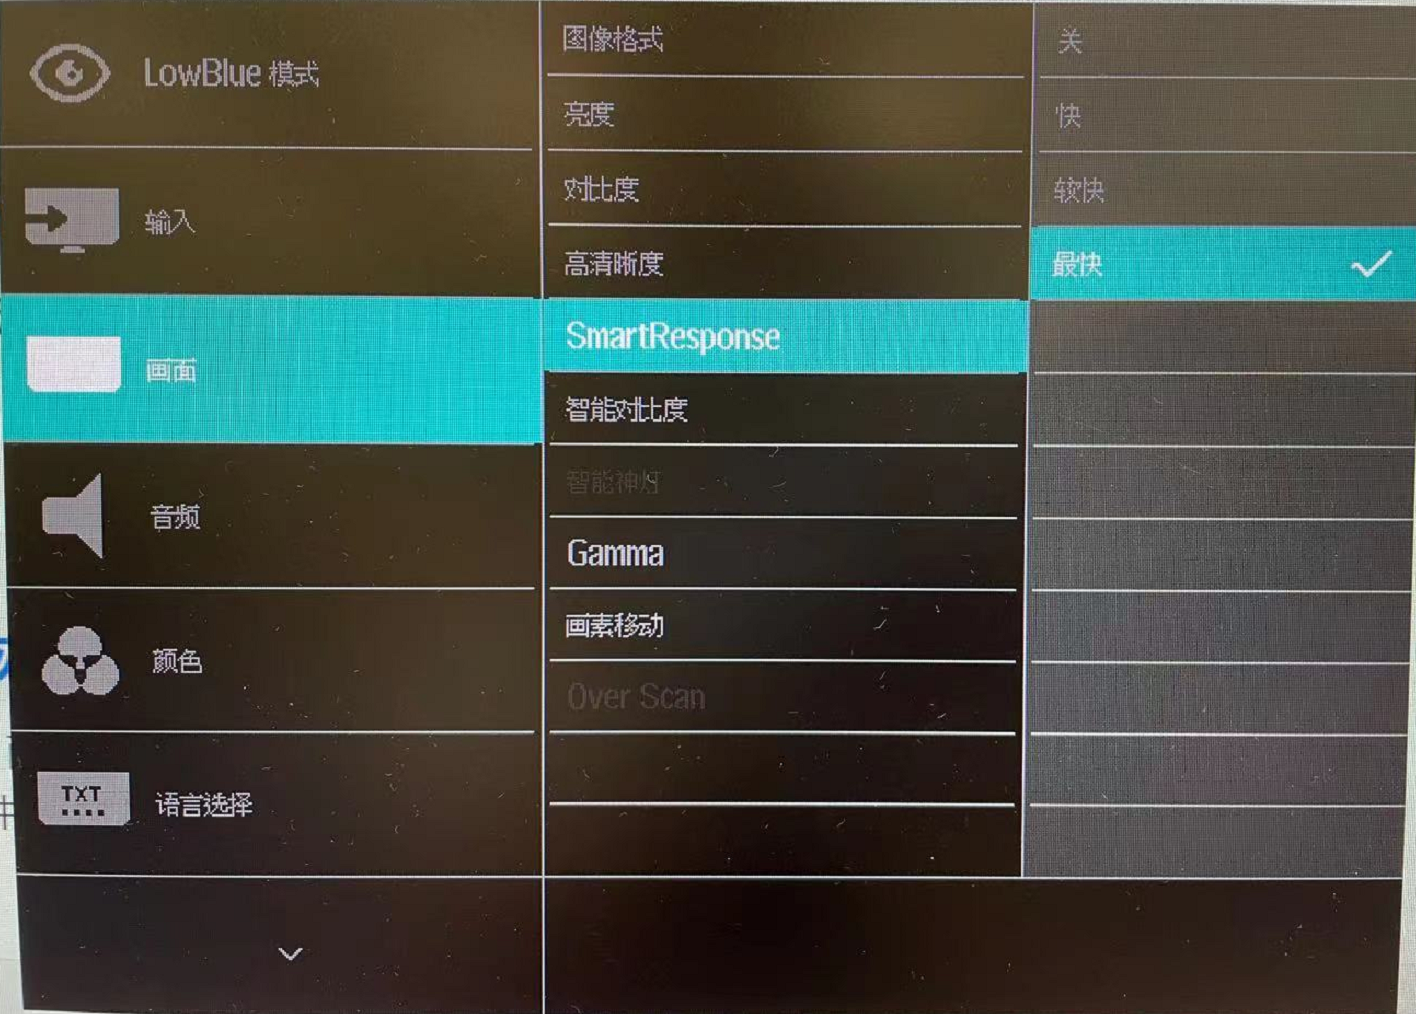 LowBlue 模式
输入
画面
音频
颜色
TXT
语言选择
图像格式
亮度
对比度
高清晰度
SmartResponse
智能对比度
智能神灯
Gamma
画素移动
Over Scan
关
快
较快
最快